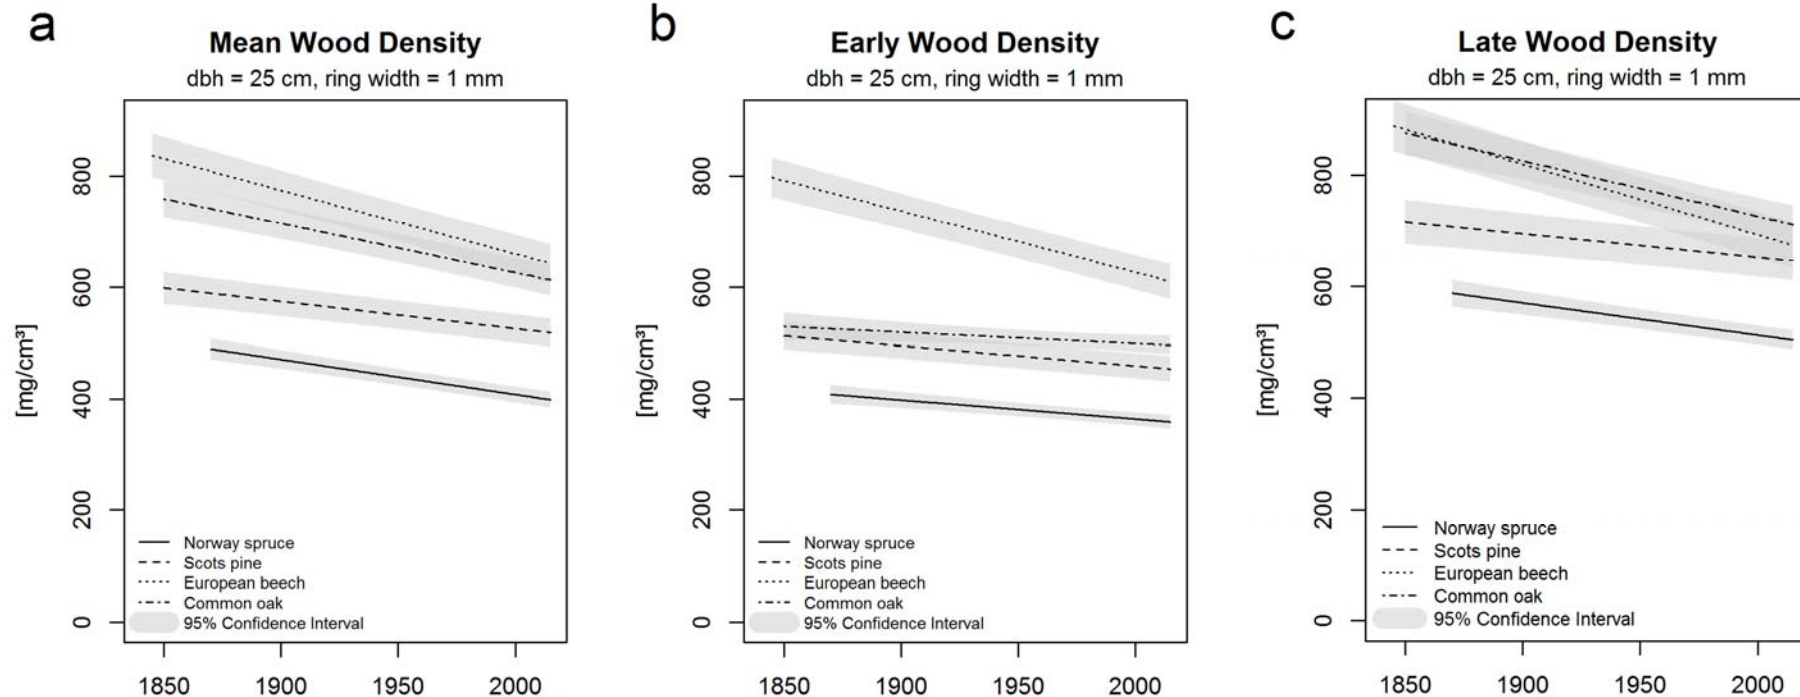 a
Mean Wood Density
dbh = 25 cm, ring width = 1 mm
[mg/cm³]
800
600
400
200
0
Norway spruce
Scots pine
European beech
Common oak
95% Confidence Interval
1850 1900 1950 2000
b
Early Wood Density
dbh = 25 cm, ring width = 1 mm
[mg/cm³]
800
600
400
200
0
Norway spruce
Scots pine
European beech
Common oak
95% Confidence Interval
1850 1900 1950 2000
c
Late Wood Density
dbh = 25 cm, ring width = 1 mm
[mg/cm³]
800
600
400
200
0
Norway spruce
Scots pine
European beech
Common oak
95% Confidence Interval
1850 1900 1950 2000